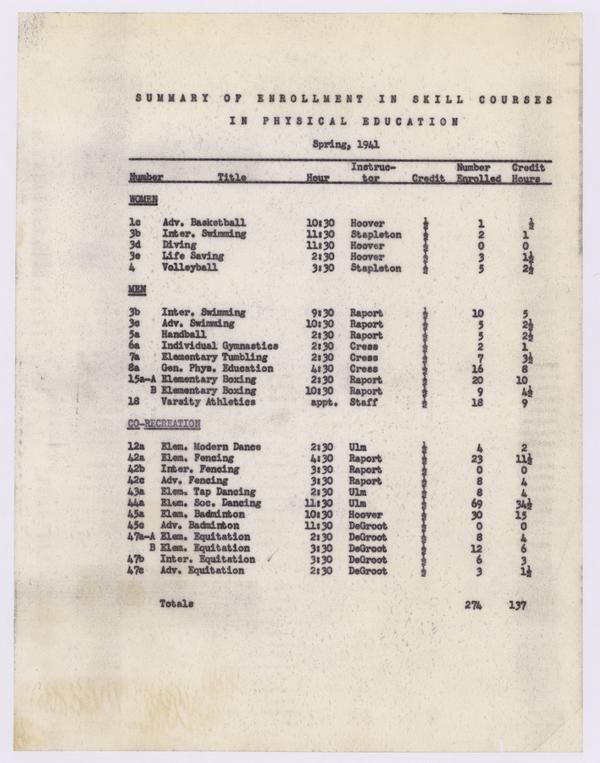 SUMMARY OF ENROLLMENT IN SKILL COURSES
IN PHYSICAL EDUCATION
Spring, 1941
Number Title Hour Instruc-tor Credit Number Enrolled Credit Hours
WOMEN
1c Adv. Basketball 10:30 Hoover ½ 1 ½
3b Inter. Swimming 11:30 Stapleton ½ 2 1
3d Diving 11:30 Hoover ½ 0 0
3e Life Saving 2:30 Hoover ½ 3 1½
4 Volleyball 3:30 Stapleton ½ 5 2½
MEN
3b Inter. Swimming 9:30 Raport ½ 10 5
3c Adv. Swimming 10:30 Raport ½ 5 2½
5a Handball 2:30 Raport ½ 5 2½
6a Individual Gymnastics 2:30 Cress ½ 2 1
7a Elementary Tumbling 2:30 Cress ½ 7 3½
8a Gen. Phys. Education 4:30 Cress ½ 16 8
15a-A Elementary Boxing 2:30 Raport ½ 20 10
B Elementary Boxing 10:30 Raport ½ 9 4½
18 Varsity Athletics appt. Staff ½ 18 9
CO-RECREATION
12a Elem. Modern Dance 2:30 Ulm ½ 4 2
42a Elem. Fencing 4:30 Raport ½ 23 11½
42b Inter. Fencing 3:30 Raport ½ 0 0
42c Adv. Fencing 3:30 Raport ½ 8 4
43a Elem. Tap Dancing 2:30 Ulm ½ 8 4
44a Elem. Soc. Dancing 11:30 Ulm ½ 69 34½
45a Elem. Badminton 10:30 Hoover ½ 30 15
45c Adv. Badminton 11:30 DeGroot ½ 0 0
47a-A Elem. Equitation 2:30 DeGroot ½ 8 4
B Elem. Equitation 3:30 DeGroot ½ 12 6
47b Inter. Equitation 3:30 DeGroot ½ 6 3
47c Adv. Equitation 2:30 DeGroot ½ 3 1½
Totals 274 137